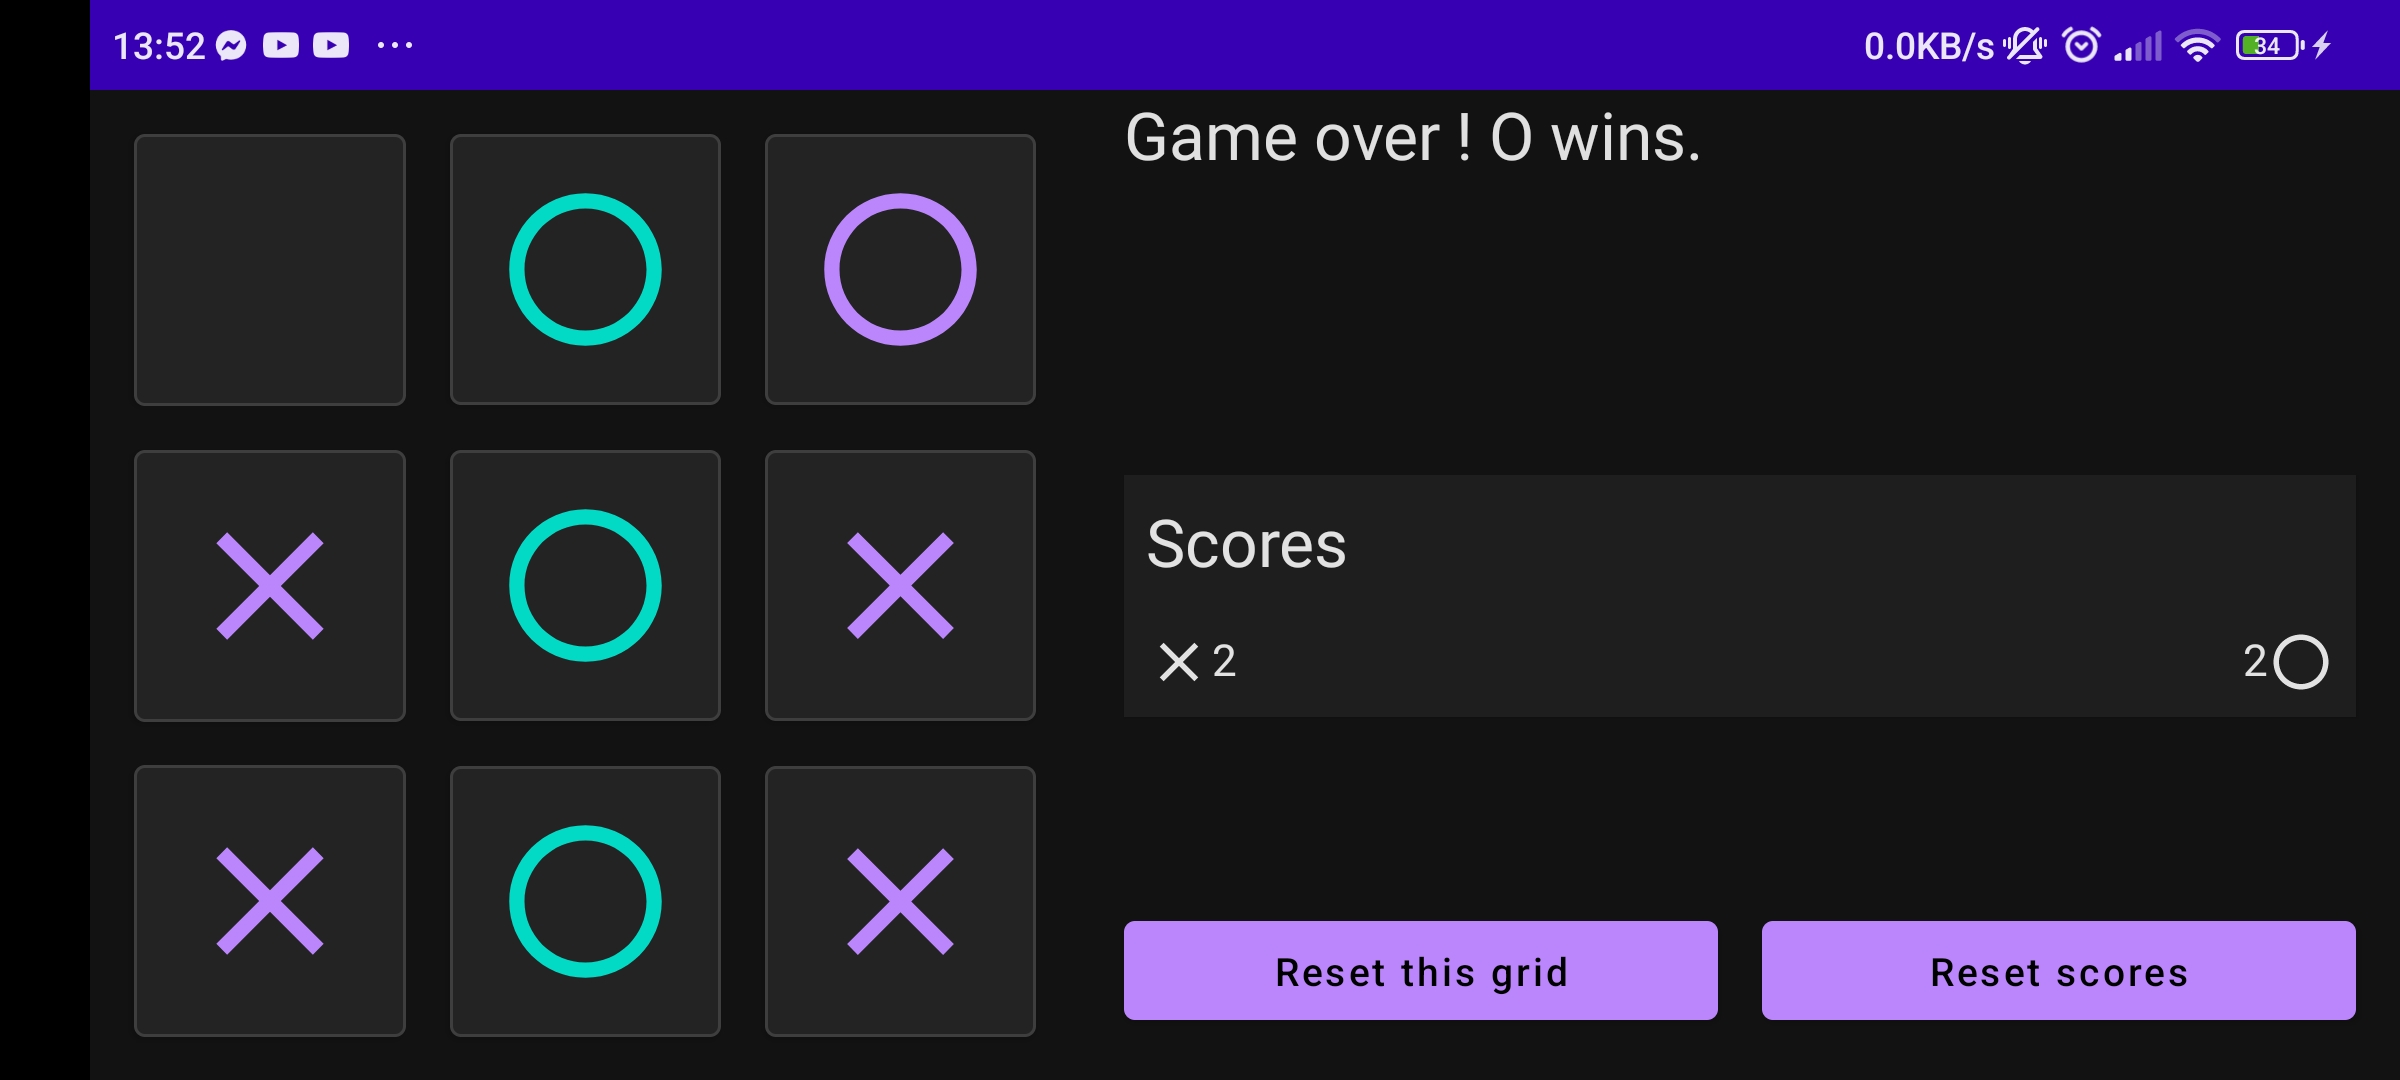 13:52
0.0KB/s
34
Game over ! O wins.
Scores
2
2
Reset this grid
Reset scores